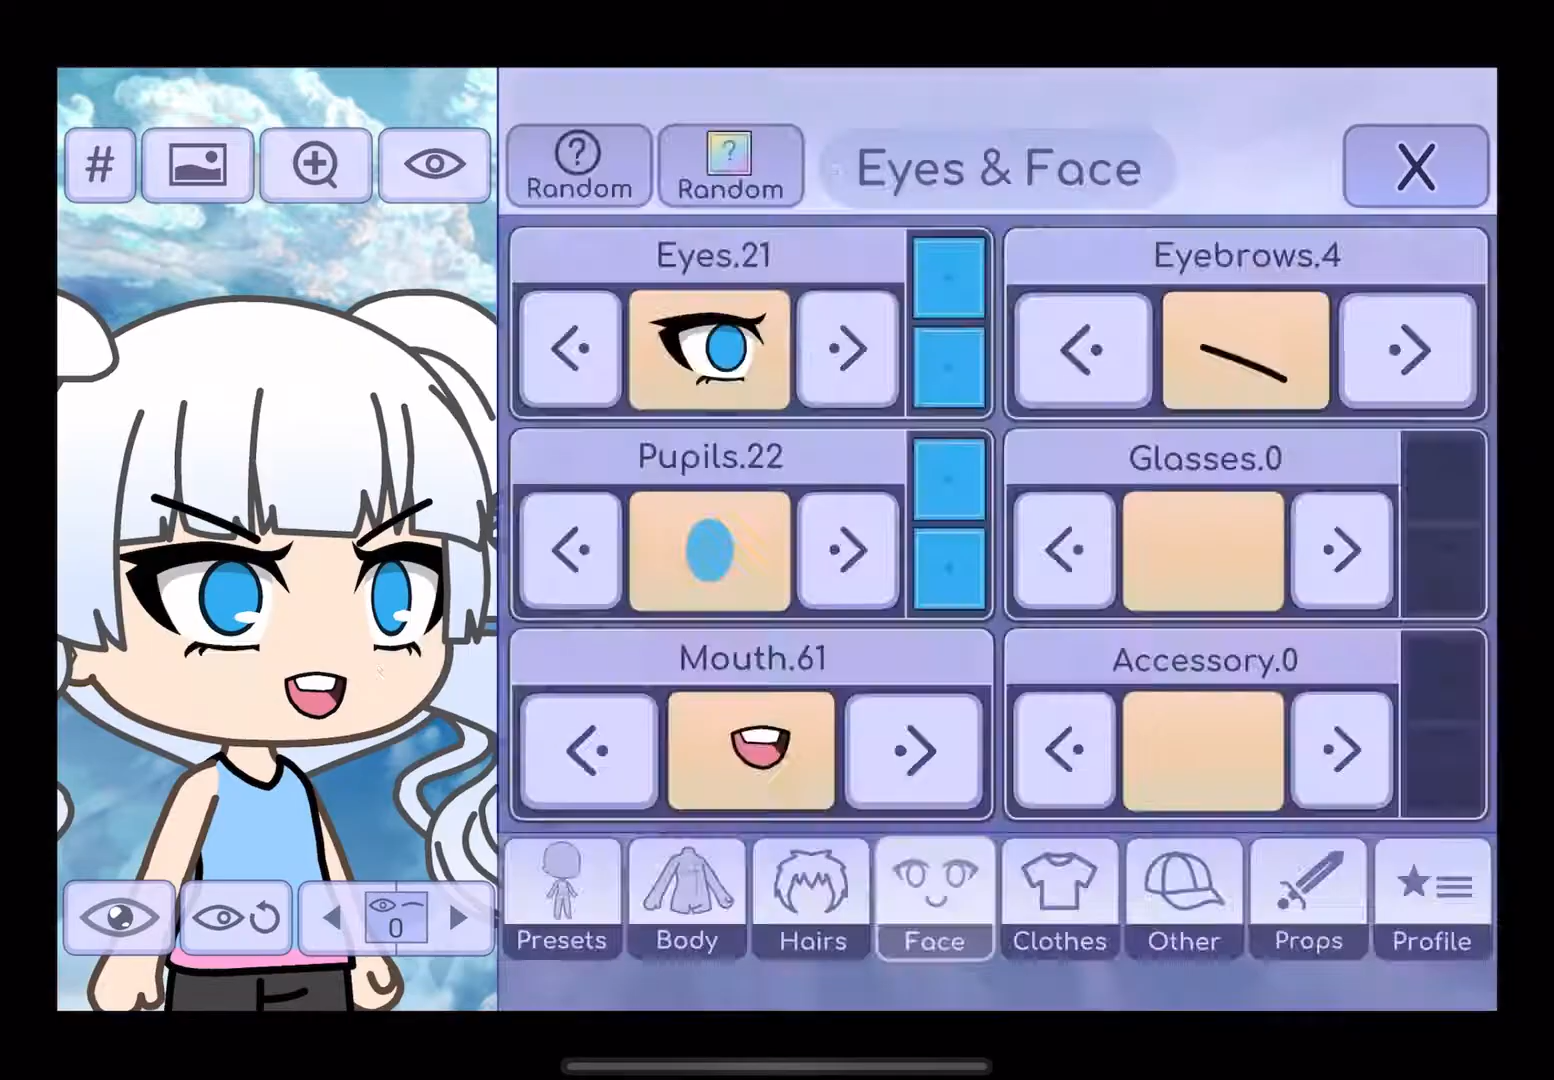 #
?
Random
?
Random
Eyes & Face
X
Eyes.21
Eyebrows.4
Pupils.22
Glasses.0
Mouth.61
Accessory.0
0
Presets
Body
Hairs
Face
Clothes
Other
Props
Profile